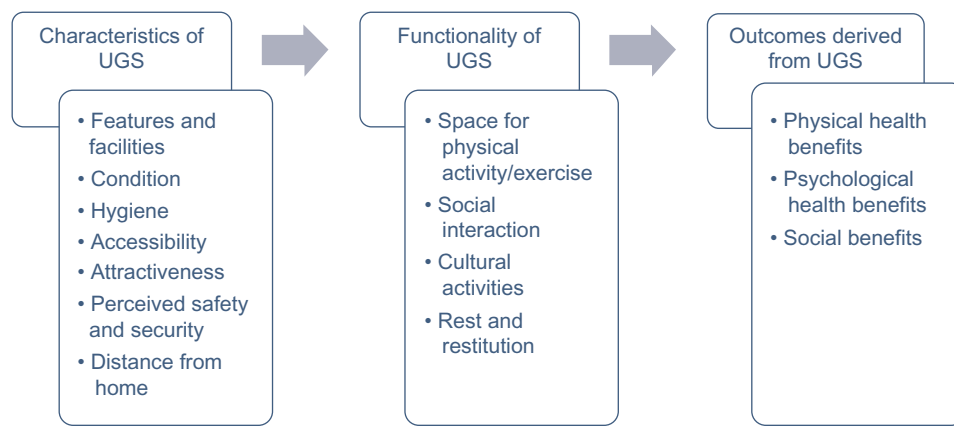 Characteristics of
UGS
• Features and
facilities
• Condition
• Hygiene
• Accessibility
• Attractiveness
• Perceived safety
and security
• Distance from
home
Functionality of
UGS
• Space for
physical
activity/exercise
• Social
interaction
• Cultural
activities
• Rest and
restitution
Outcomes derived
from UGS
• Physical health
benefits
• Psychological
health benefits
• Social benefits